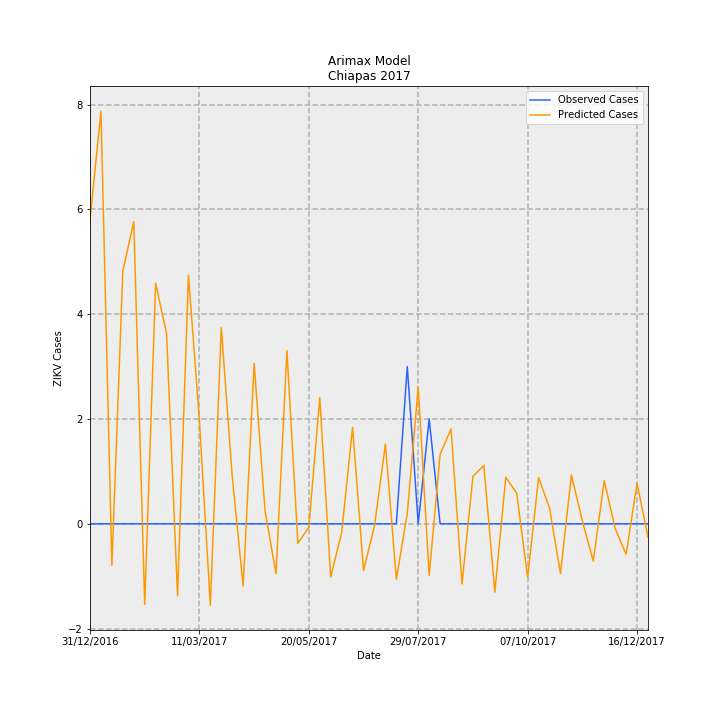 Arimax Model
Chiapas 2017
Observed Cases
Predicted Cases
8
6
4
2
0
−2
ZIKV Cases
31/12/2016 11/03/2017 20/05/2017 29/07/2017 07/10/2017 16/12/2017
Date